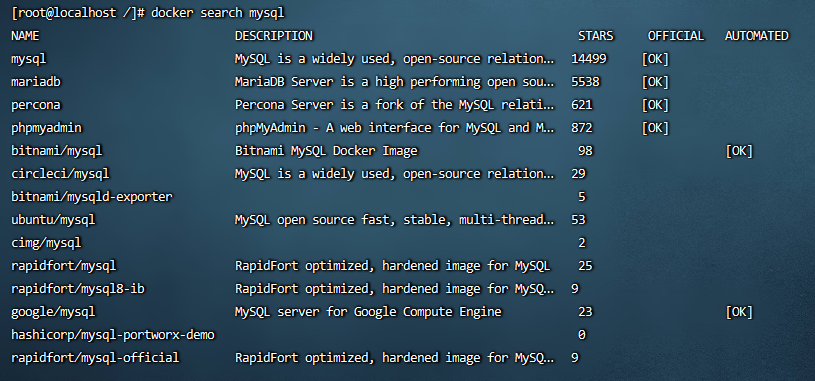 [root@localhost /]# docker search mysql
NAME DESCRIPTION STARS OFFICIAL AUTOMATED
mysql MySQL is a widely used, open-source relation… 14499 [OK]
mariadb MariaDB Server is a high performing open sou… 5538 [OK]
percona Percona Server is a fork of the MySQL relati… 621 [OK]
phpmyadmin phpMyAdmin - A web interface for MySQL and M… 872 [OK]
bitnami/mysql Bitnami MySQL Docker Image 98 [OK]
circleci/mysql MySQL is a widely used, open-source relation… 29
bitnami/mysqld-exporter 5
ubuntu/mysql MySQL open source fast, stable, multi-thread… 53
cimg/mysql 2
rapidfort/mysql RapidFort optimized, hardened image for MySQL 25
rapidfort/mysql8-ib RapidFort optimized, hardened image for MySQ… 9
google/mysql MySQL server for Google Compute Engine 23 [OK]
hashicorp/mysql-portworx-demo 0
rapidfort/mysql-official RapidFort optimized, hardened image for MySQ… 9